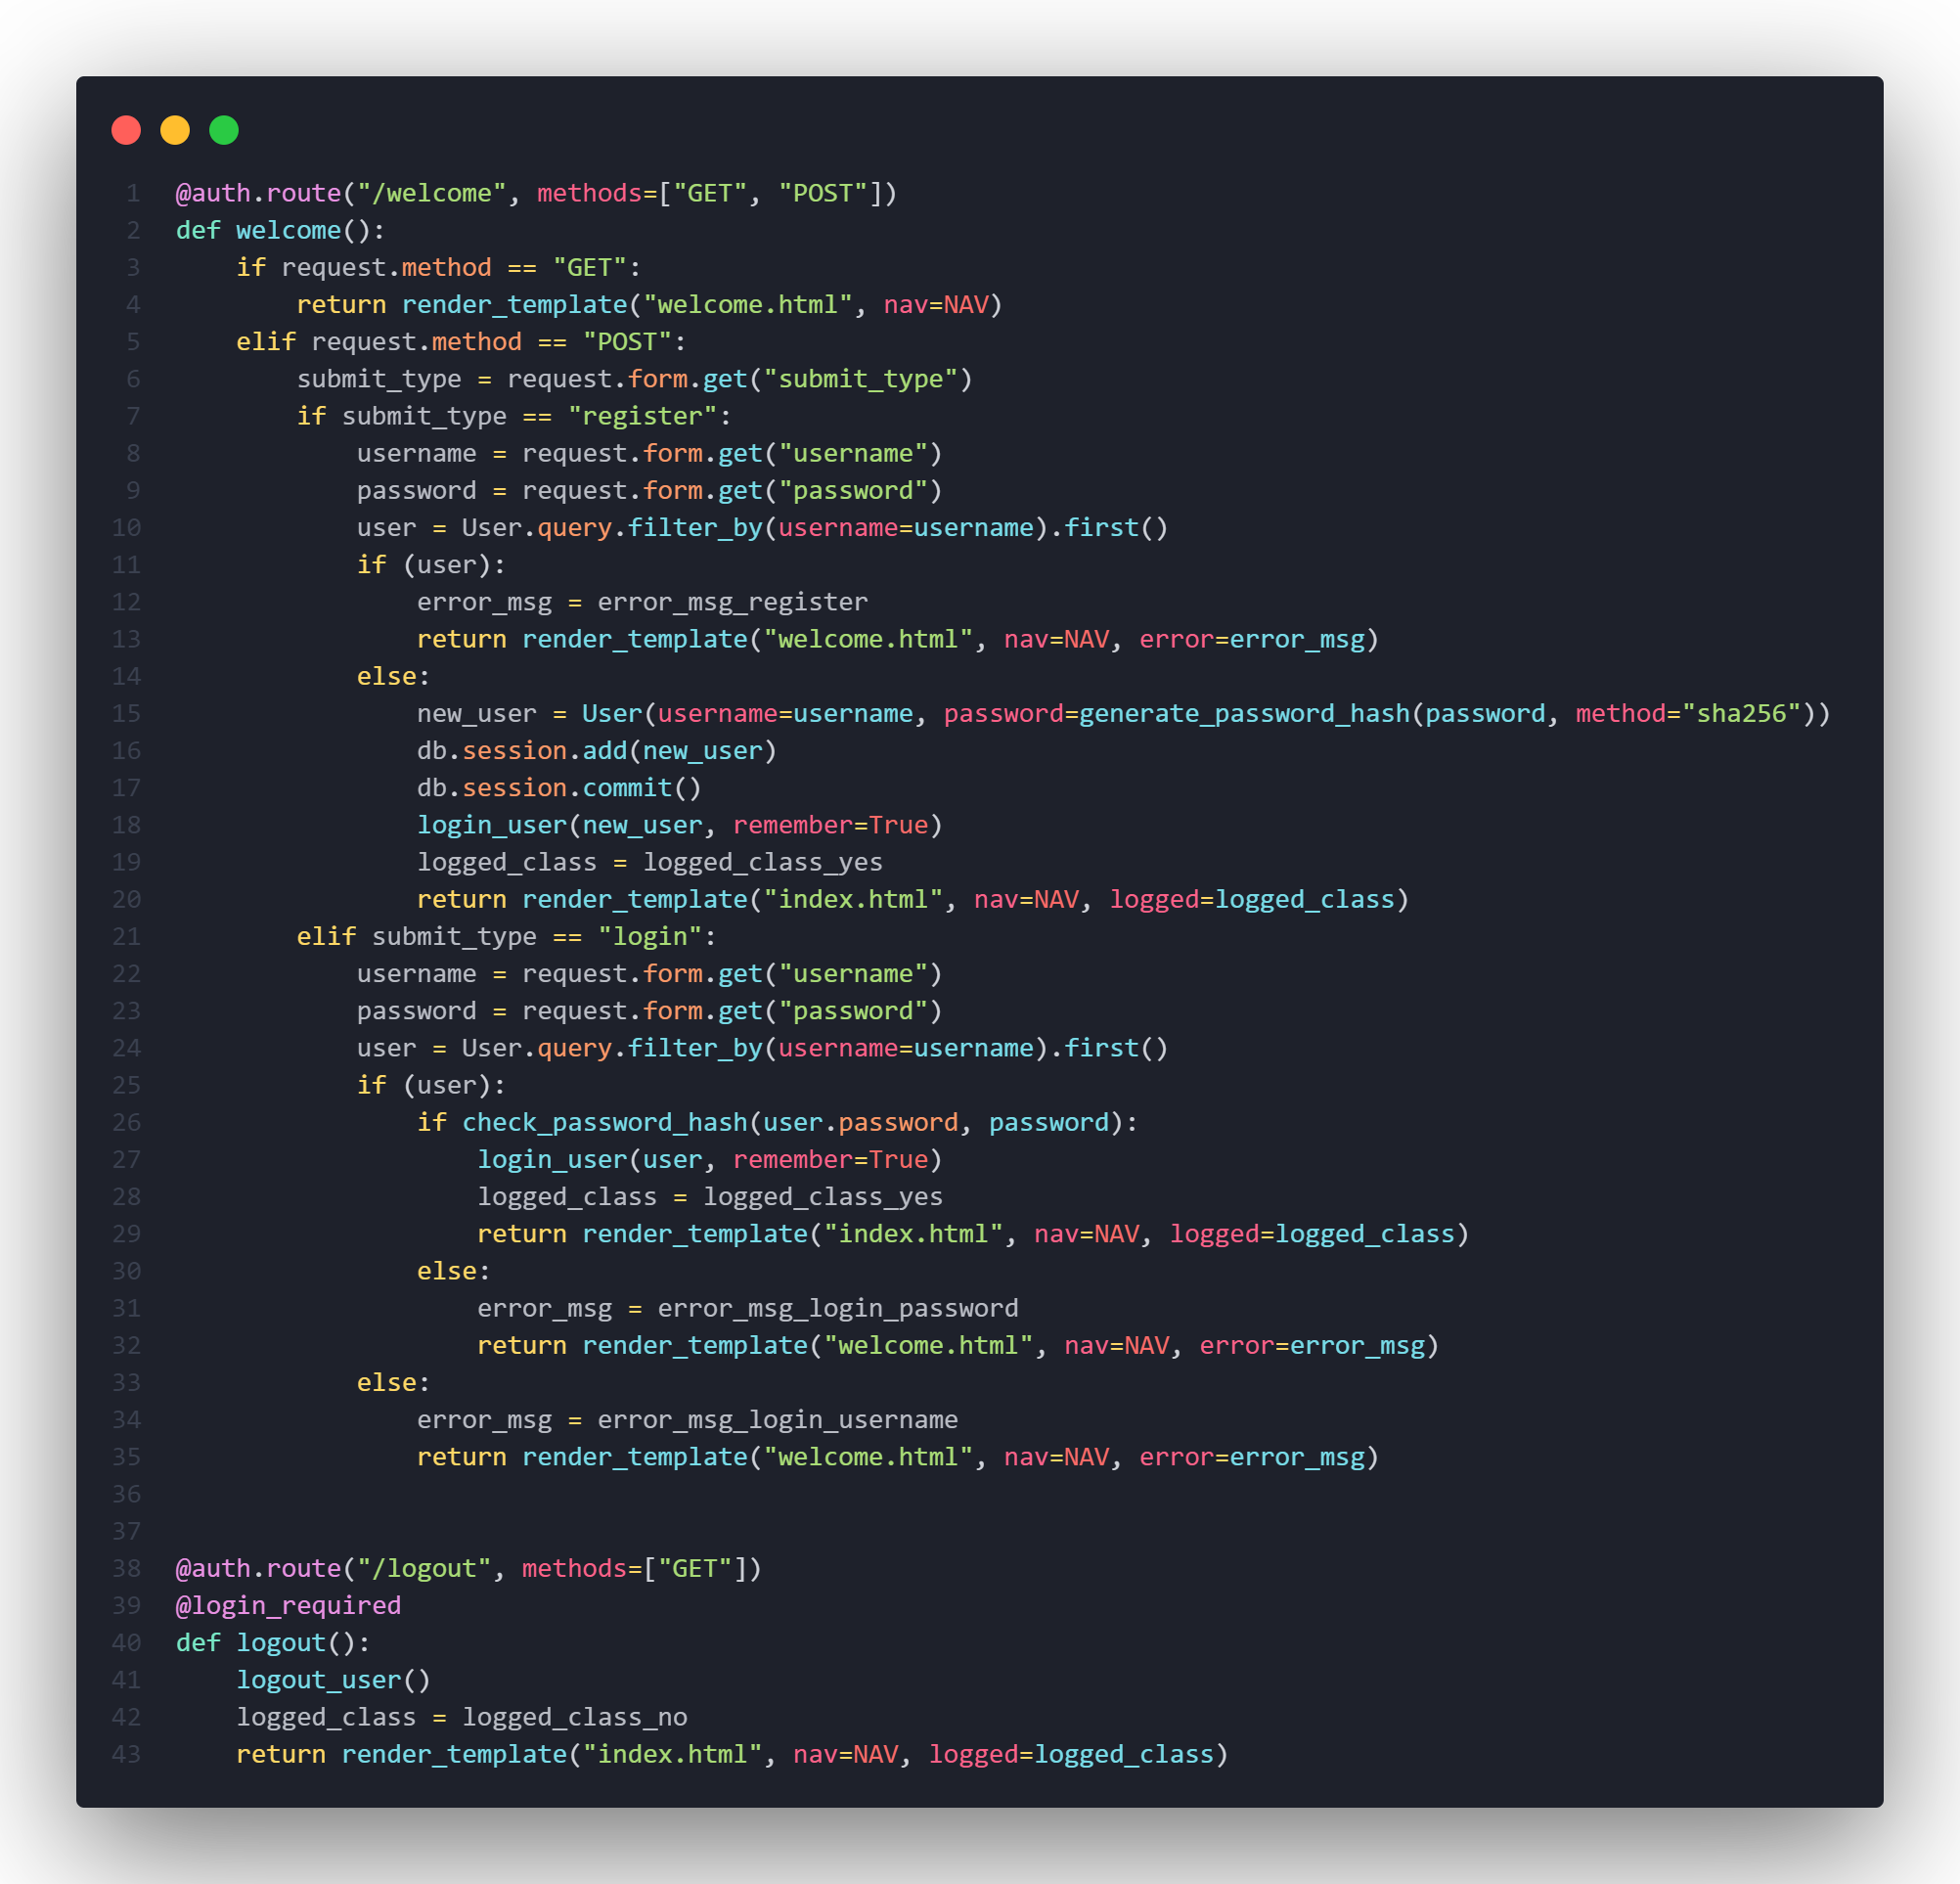 1 @auth.route("/welcome", methods=["GET", "POST"])
2 def welcome():
3     if request.method == "GET":
4         return render_template("welcome.html", nav=NAV)
5     elif request.method == "POST":
6         submit_type = request.form.get("submit_type")
7         if submit_type == "register":
8             username = request.form.get("username")
9             password = request.form.get("password")
10             user = User.query.filter_by(username=username).first()
11             if (user):
12                 error_msg = error_msg_register
13                 return render_template("welcome.html", nav=NAV, error=error_msg)
14             else:
15                 new_user = User(username=username, password=generate_password_hash(password, method="sha256"))
16                 db.session.add(new_user)
17                 db.session.commit()
18                 login_user(new_user, remember=True)
19                 logged_class = logged_class_yes
20                 return render_template("index.html", nav=NAV, logged=logged_class)
21         elif submit_type == "login":
22             username = request.form.get("username")
23             password = request.form.get("password")
24             user = User.query.filter_by(username=username).first()
25             if (user):
26                 if check_password_hash(user.password, password):
27                     login_user(user, remember=True)
28                     logged_class = logged_class_yes
29                     return render_template("index.html", nav=NAV, logged=logged_class)
30                 else:
31                     error_msg = error_msg_login_password
32                     return render_template("welcome.html", nav=NAV, error=error_msg)
33             else:
34                 error_msg = error_msg_login_username
35                 return render_template("welcome.html", nav=NAV, error=error_msg)
36
37
38 @auth.route("/logout", methods=["GET"])
39 @login_required
40 def logout():
41     logout_user()
42     logged_class = logged_class_no
43     return render_template("index.html", nav=NAV, logged=logged_class)